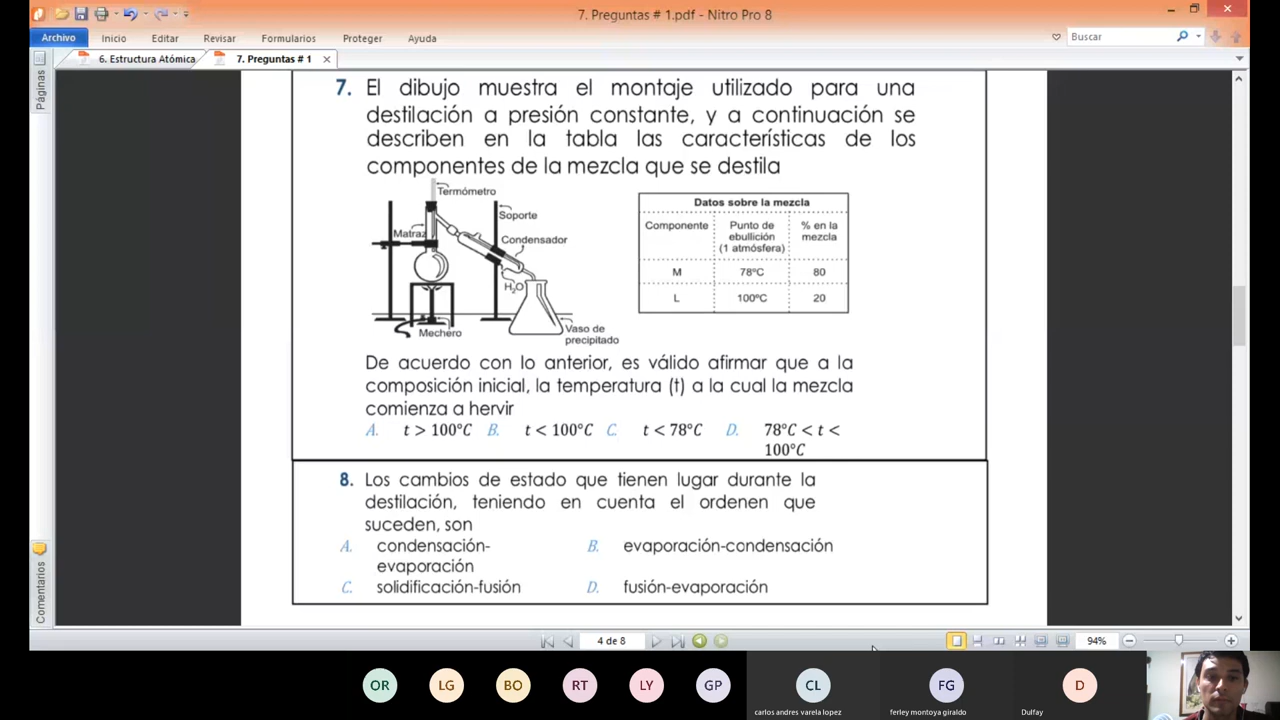 7. Preguntas # 1.pdf - Nitro Pro 8
Archivo Inicio Editar Revisar Formularios Proteger Ayuda Buscar
6. Estructura Atómica 7. Preguntas # 1
Páginas
7. El dibujo muestra el montaje utilizado para una
destilación a presión constante, y a continuación se
describen en la tabla las características de los
componentes de la mezcla que se destila
Termómetro
Soporte
Matraz
Condensador
H2O
Mechero
Vaso de
precipitado
Datos sobre la mezcla
Componente Punto de ebullición (1 atmósfera) % en la mezcla
M 78ºC 80
L 100ºC 20
De acuerdo con lo anterior, es válido afirmar que a la
composición inicial, la temperatura (t) a la cual la mezcla
comienza a hervir
A. t > 100°C B. t < 100°C C. t < 78°C D. 78°C < t <
100°C
8. Los cambios de estado que tienen lugar durante la
destilación, teniendo en cuenta el ordenen que
suceden, son
A. condensación- B. evaporación-condensación
evaporación
C. solidificación-fusión D. fusión-evaporación
Comentarios
4 de 8 94%
OR LG BO RT LY GP CL FG D
carlos andres varela lopez ferley montoya giraldo Dulfay